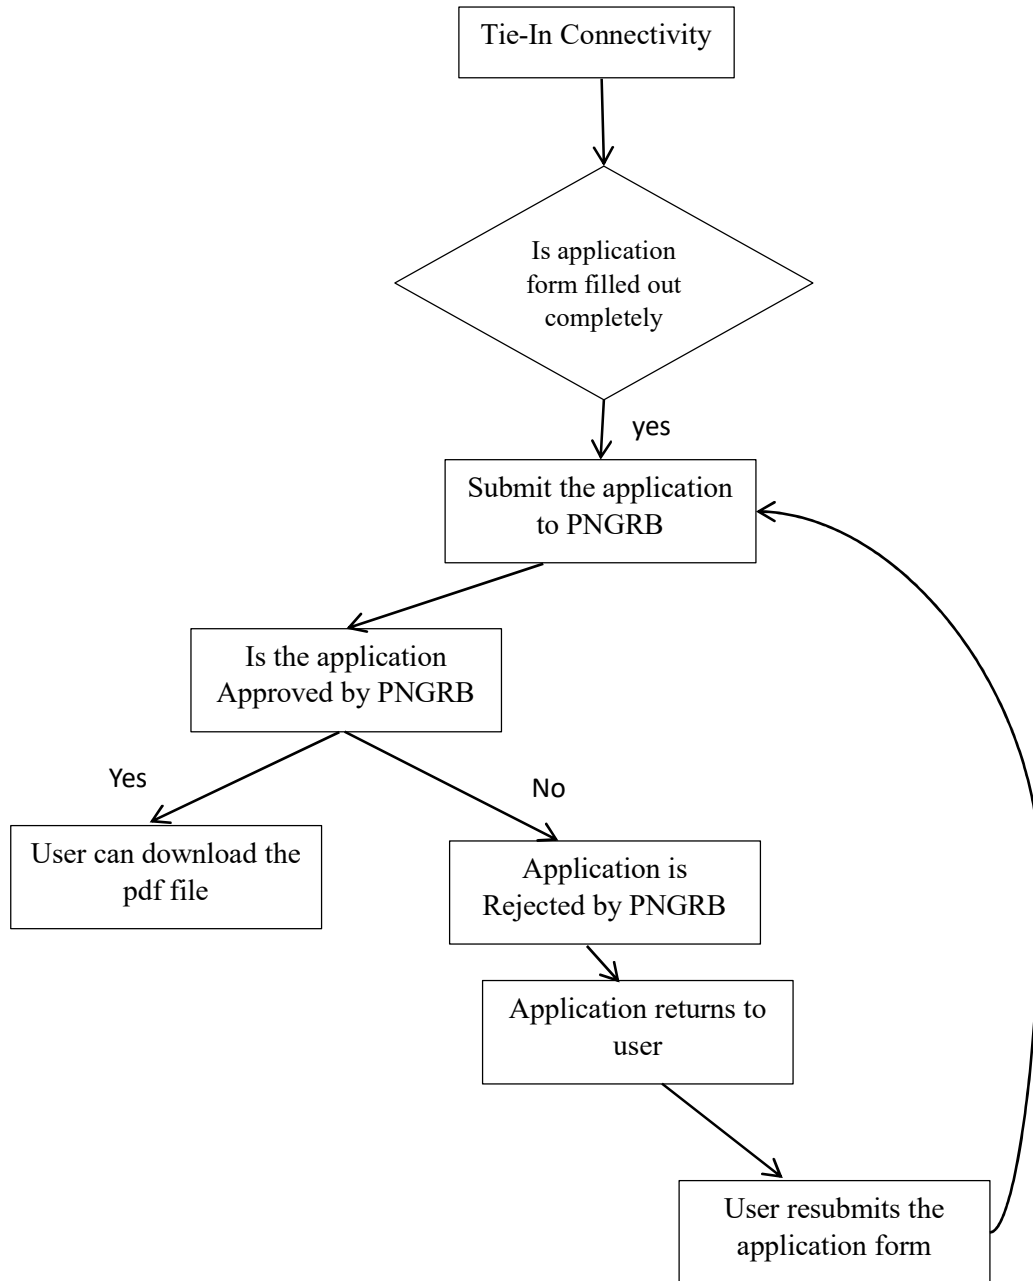 Tie-In Connectivity
Is application
form filled out
completely
yes
Submit the application
to PNGRB
Is the application
Approved by PNGRB
Yes
No
User can download the
pdf file
Application is
Rejected by PNGRB
Application returns to
user
User resubmits the
application form